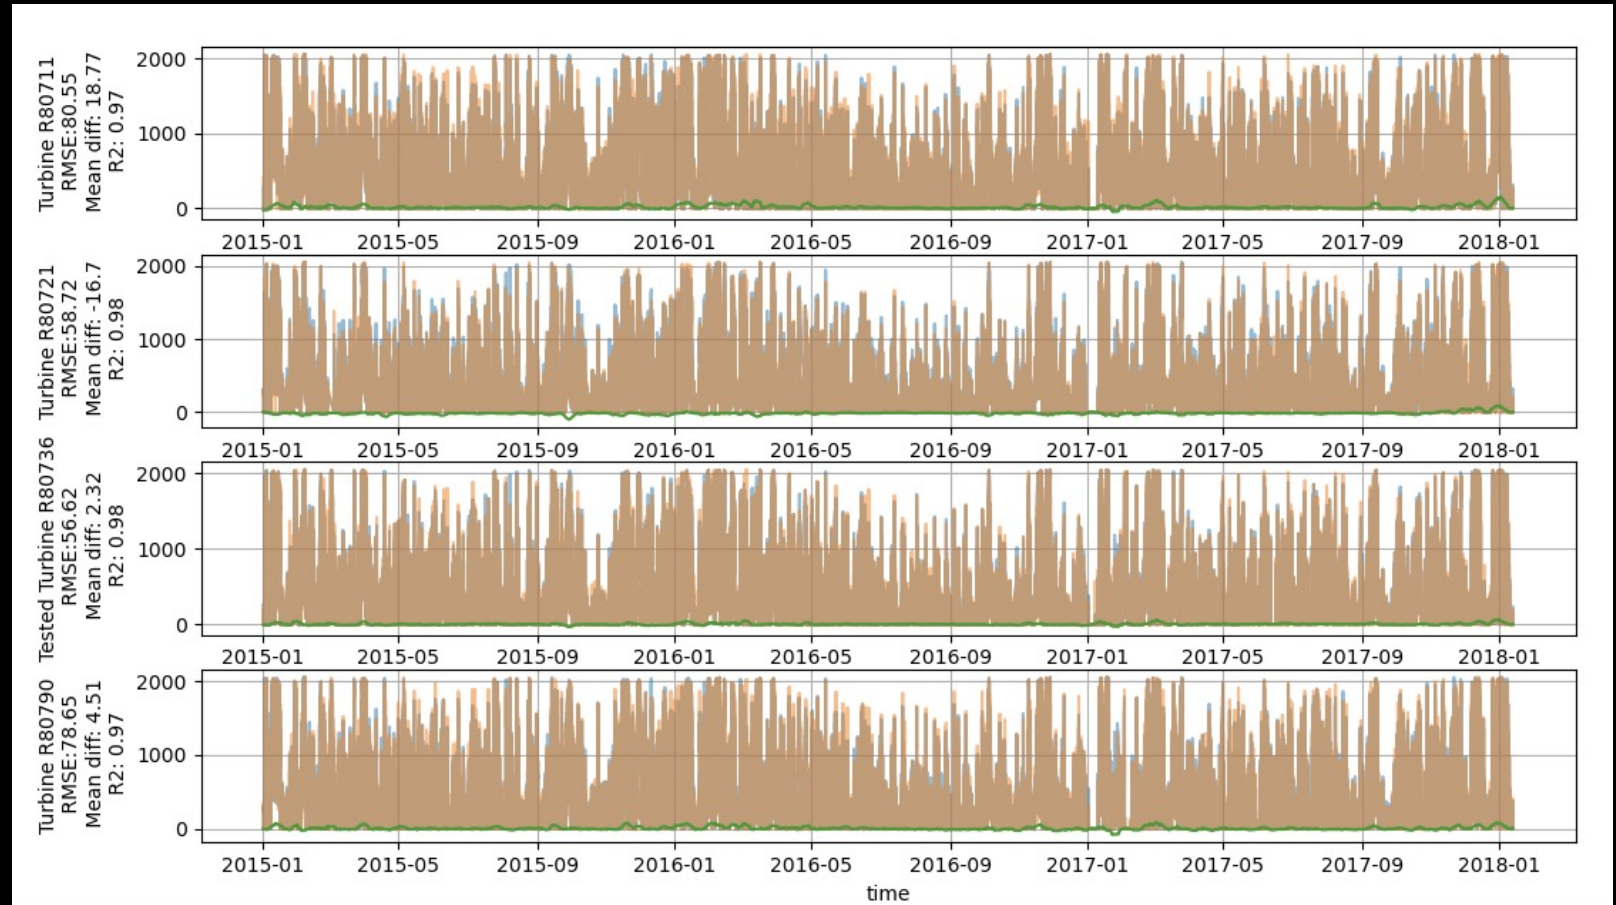 Turbine R80711
RMSE:80.55
Mean diff: 18.77
R2: 0.97
2000
1000
0
2015-01 2015-05 2015-09 2016-01 2016-05 2016-09 2017-01 2017-05 2017-09 2018-01
Turbine R80721
RMSE:58.72
Mean diff: -16.7
R2: 0.98
2000
1000
0
2015-01 2015-05 2015-09 2016-01 2016-05 2016-09 2017-01 2017-05 2017-09 2018-01
Tested Turbine R80736
RMSE:56.62
Mean diff: 2.32
R2: 0.98
2000
1000
0
2015-01 2015-05 2015-09 2016-01 2016-05 2016-09 2017-01 2017-05 2017-09 2018-01
Turbine R80790
RMSE:78.65
Mean diff: 4.51
R2: 0.97
2000
1000
0
2015-01 2015-05 2015-09 2016-01 2016-05 2016-09 2017-01 2017-05 2017-09 2018-01
time